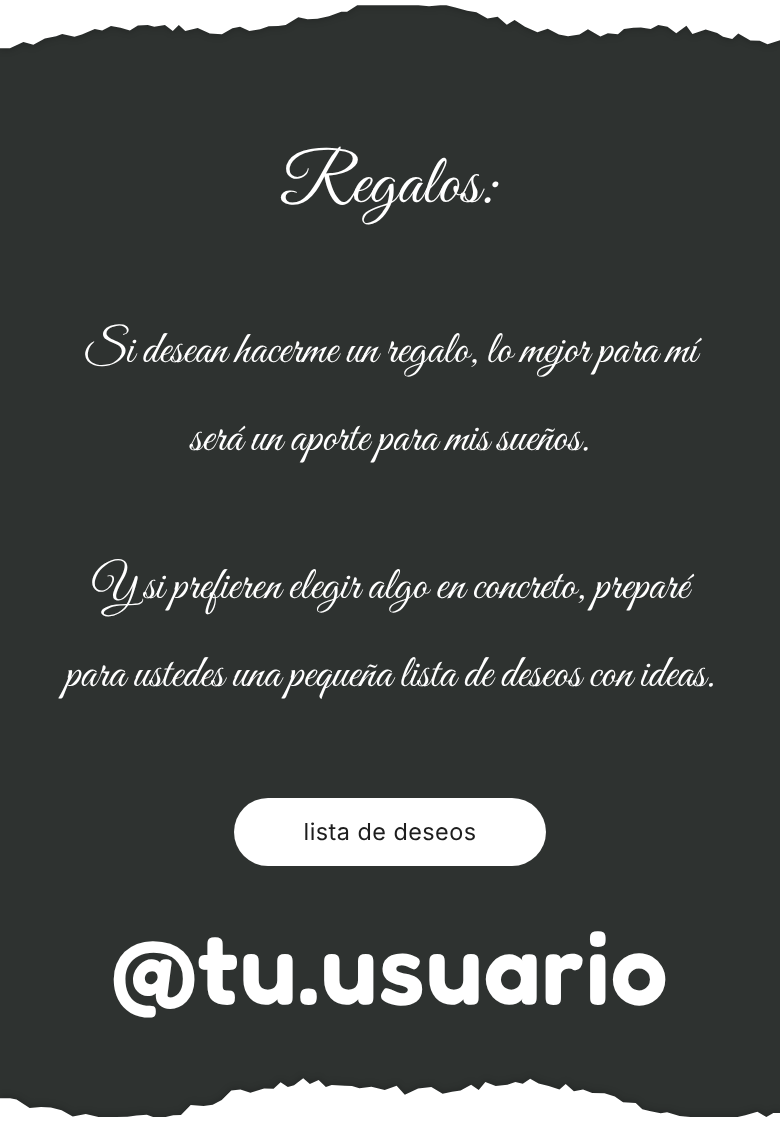 Regalos:
Si desean hacerme un regalo, lo mejor para mí
será un aporte para mis sueños.
Y si prefieren elegir algo en concreto, preparé
para ustedes una pequeña lista de deseos con ideas.
lista de deseos
@tu.usuario